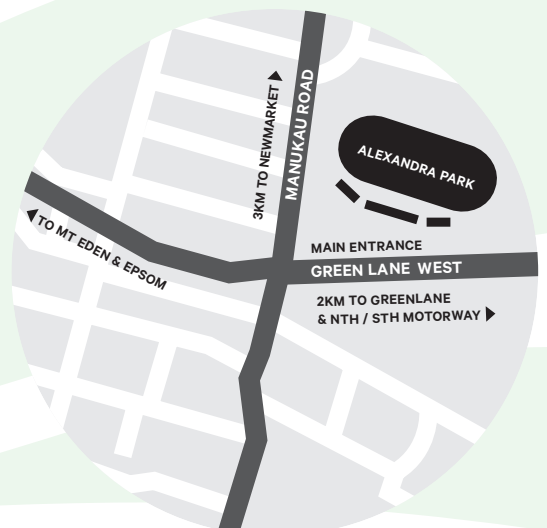 3KM TO NEWMARKET
MANUKAU ROAD
ALEXANDRA PARK
TO MT EDEN & EPSOM
MAIN ENTRANCE
GREEN LANE WEST
2KM TO GREENLANE
& NTH / STH MOTORWAY